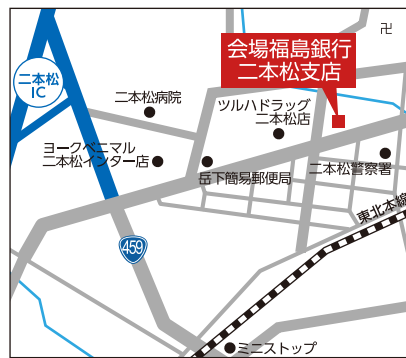 卍
会場福島銀行
二本松支店
二本松
IC
二本松病院
ツルハドラッグ
二本松店
ヨークベニマル
二本松インター店
岳下簡易郵便局
二本松警察署
東北本線
459
ミニストップ